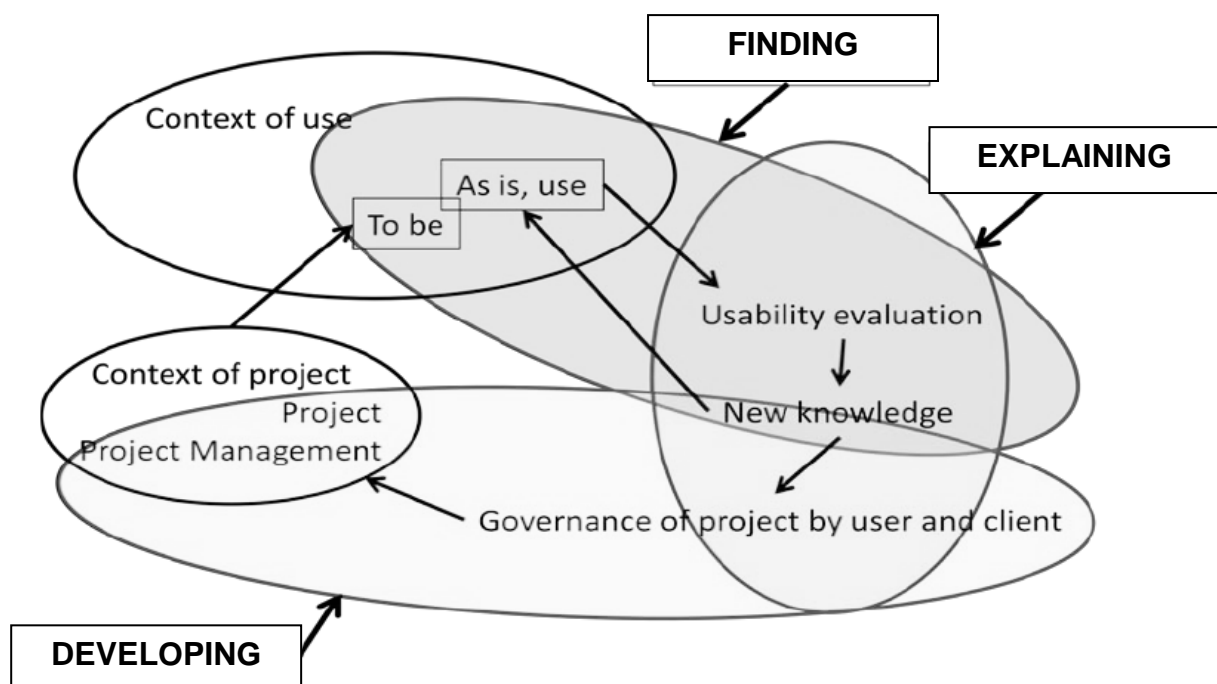 FINDING
Context of use
EXPLAINING
As is, use
To be
Usability evaluation
Context of project
Project
New knowledge
Project Management
Governance of project by user and client
DEVELOPING